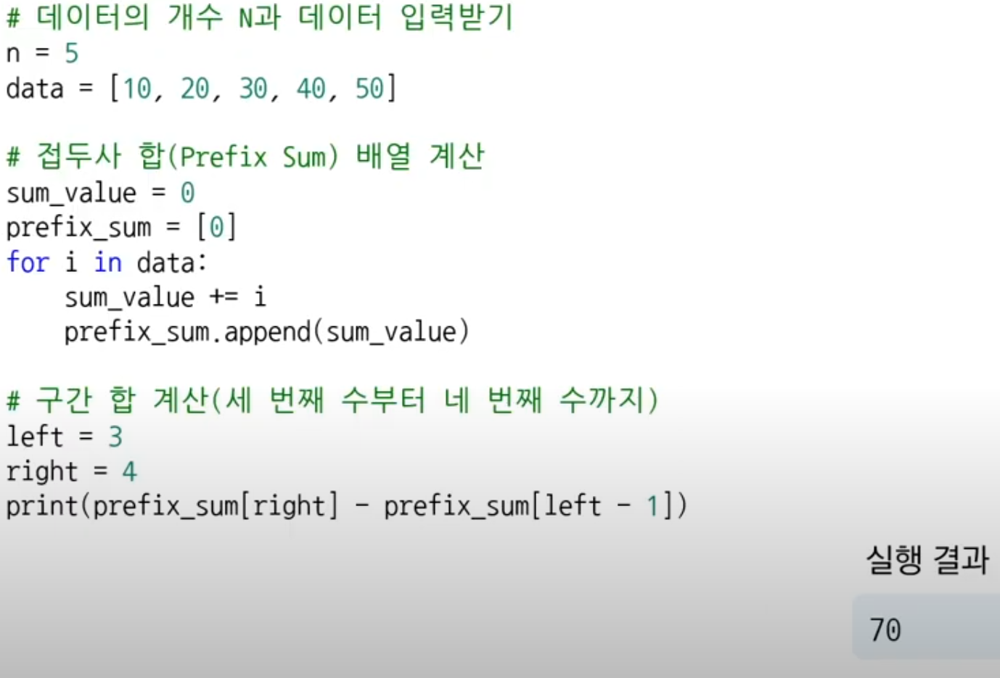 # 데이터의 개수 N과 데이터 입력받기
n = 5
data = [10, 20, 30, 40, 50]
# 접두사 합(Prefix Sum) 배열 계산
sum_value = 0
prefix_sum = [0]
for i in data:
    sum_value += i
    prefix_sum.append(sum_value)
# 구간 합 계산(세 번째 수부터 네 번째 수까지)
left = 3
right = 4
print(prefix_sum[right] - prefix_sum[left - 1])
실행 결과
70